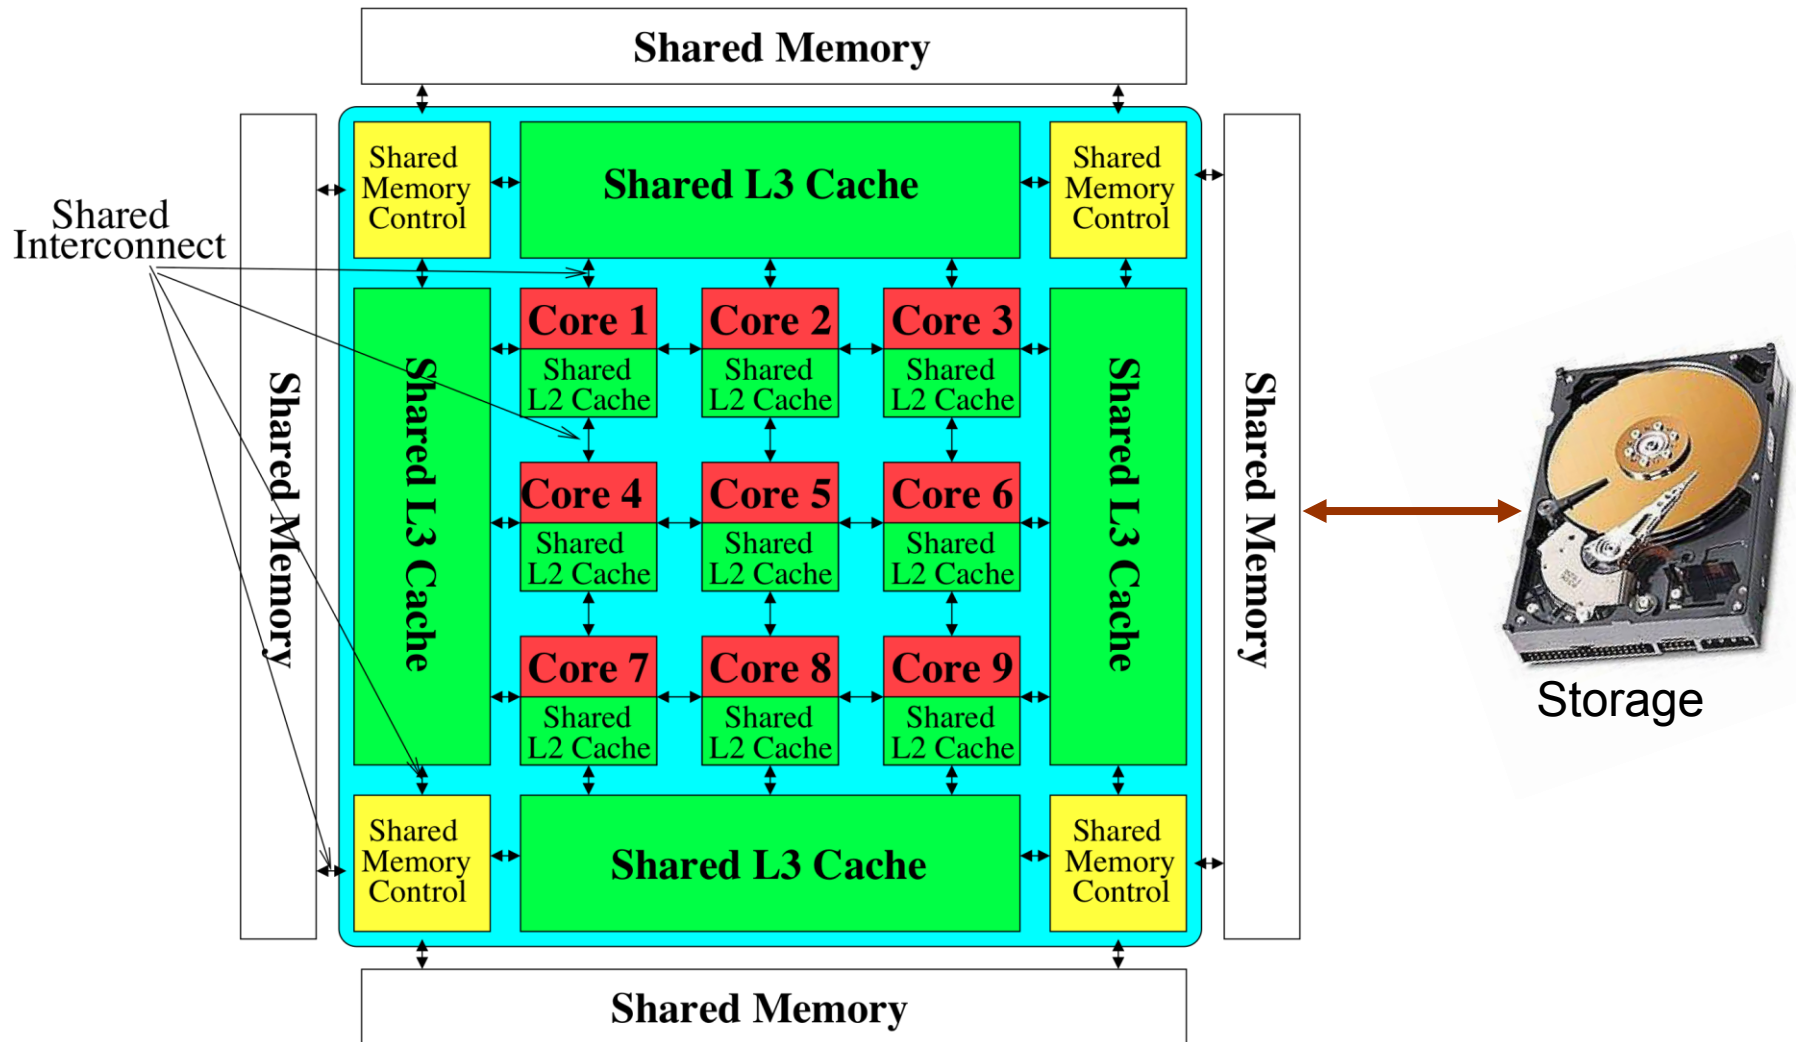 Shared Memory
Shared
Memory
Control
Shared L3 Cache
Shared
Memory
Control
Shared
Interconnect
Shared Memory
Shared L3 Cache
Core 1
Shared
L2 Cache
Core 2
Shared
L2 Cache
Core 3
Shared
L2 Cache
Core 4
Shared
L2 Cache
Core 5
Shared
L2 Cache
Core 6
Shared
L2 Cache
Core 7
Shared
L2 Cache
Core 8
Shared
L2 Cache
Core 9
Shared
L2 Cache
Shared L3 Cache
Shared Memory
Storage
Shared
Memory
Control
Shared L3 Cache
Shared
Memory
Control
Shared Memory